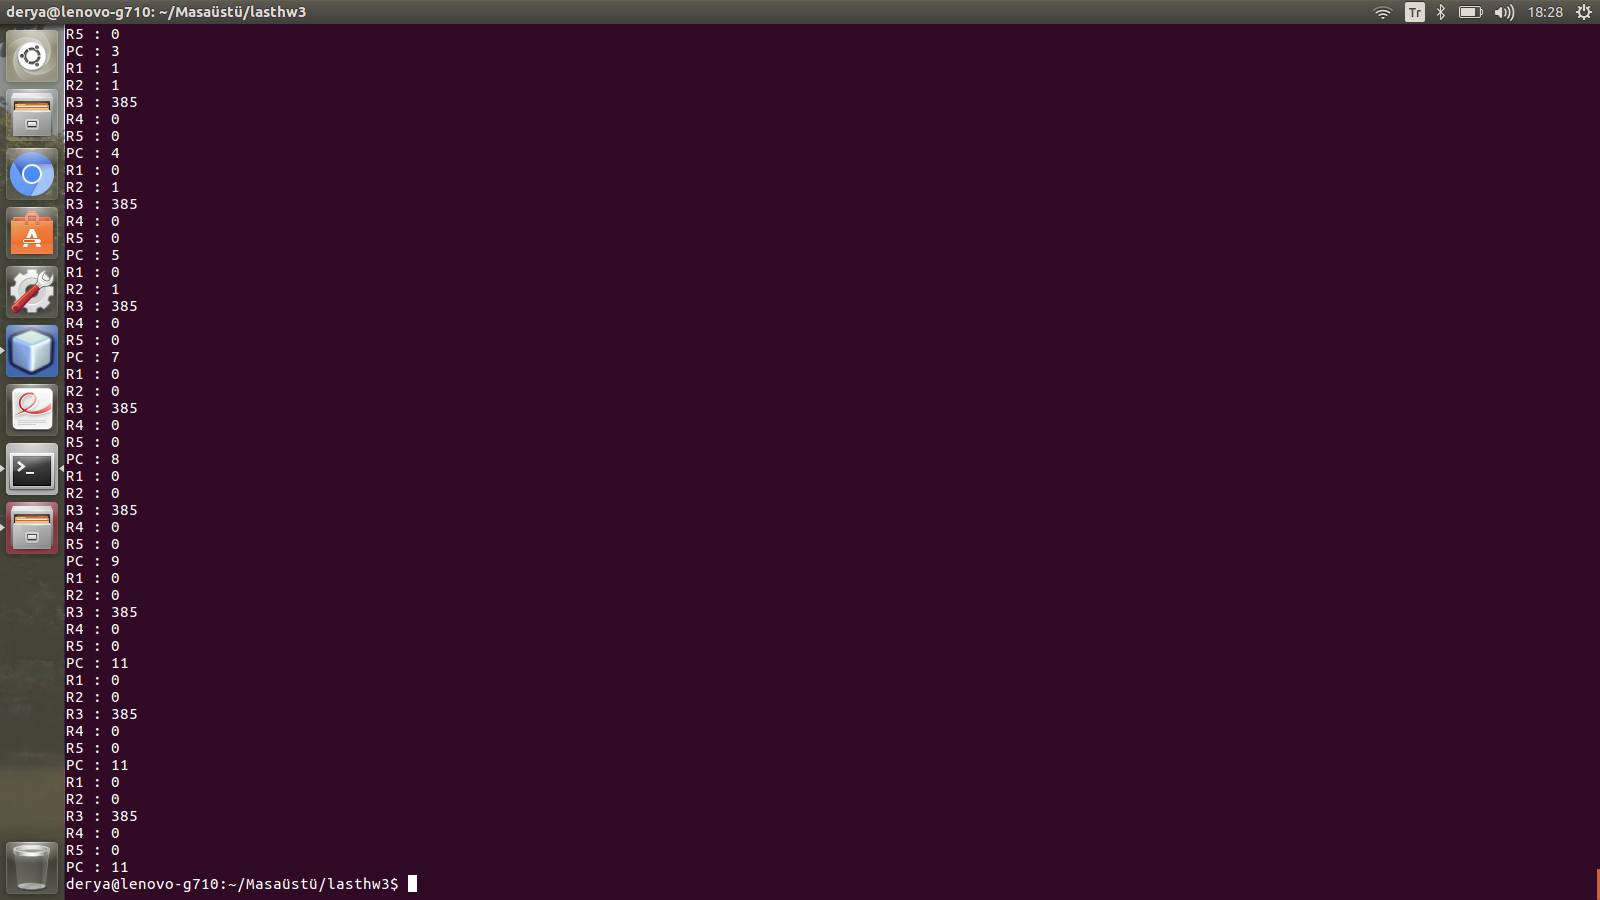 derya@lenovo-g710: ~/Masaüstü/lasthw3
Tr
18:28
R5 : 0
PC : 3
R1 : 1
R2 : 1
R3 : 385
R4 : 0
R5 : 0
PC : 4
R1 : 0
R2 : 1
R3 : 385
R4 : 0
R5 : 0
PC : 5
R1 : 0
R2 : 1
R3 : 385
R4 : 0
R5 : 0
PC : 7
R1 : 0
R2 : 0
R3 : 385
R4 : 0
R5 : 0
PC : 8
R1 : 0
R2 : 0
R3 : 385
R4 : 0
R5 : 0
PC : 9
R1 : 0
R2 : 0
R3 : 385
R4 : 0
R5 : 0
PC : 11
R1 : 0
R2 : 0
R3 : 385
R4 : 0
R5 : 0
PC : 11
R1 : 0
R2 : 0
R3 : 385
R4 : 0
R5 : 0
PC : 11
derya@lenovo-g710:~/Masaüstü/lasthw3$